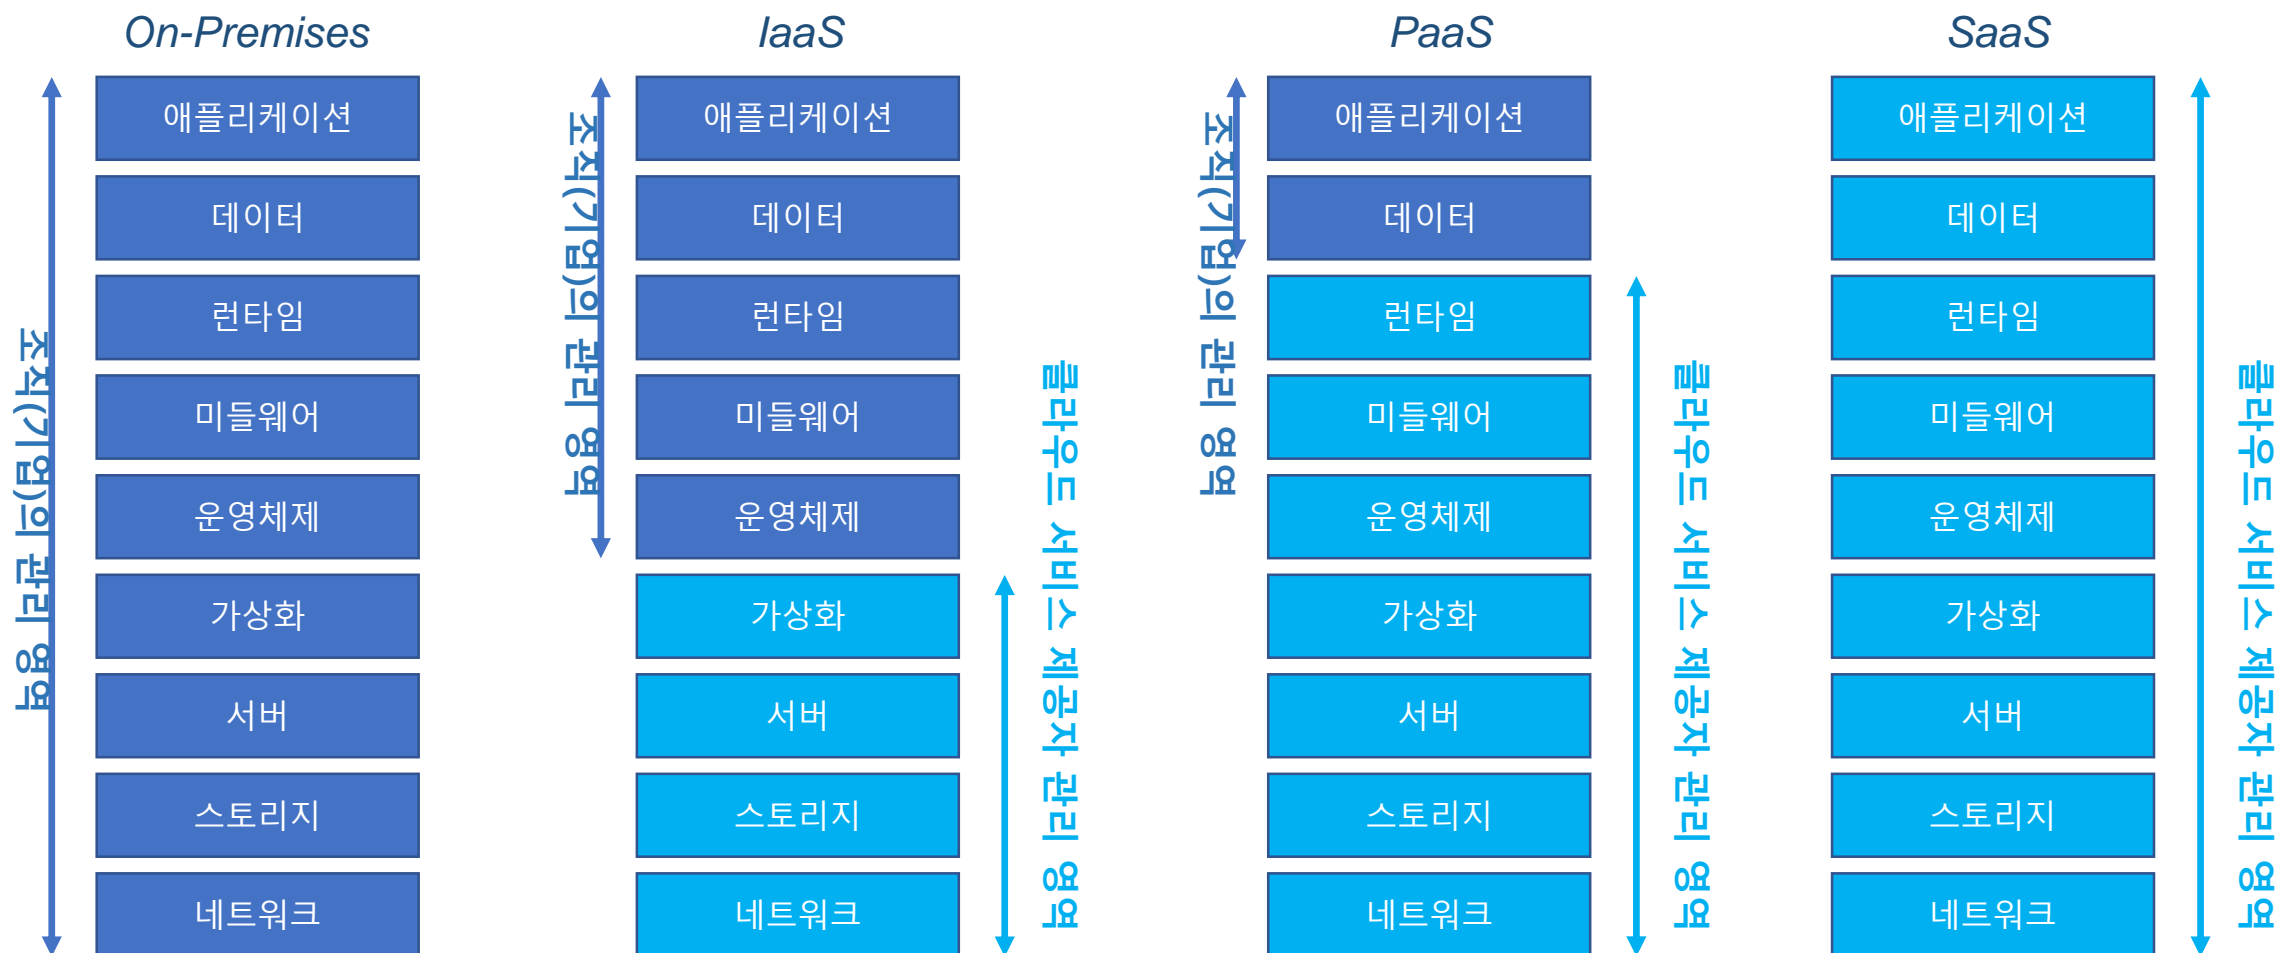 On-Premises
조직(기업)의 관리 영역
애플리케이션
데이터
런타임
미들웨어
운영체제
가상화
서버
스토리지
네트워크
IaaS
조직(기업)의 관리 영역
애플리케이션
데이터
런타임
미들웨어
운영체제
가상화
서버
스토리지
네트워크
클라우드 서비스 제공자 관리 영역
PaaS
조직(기업)의 관리 영역
애플리케이션
데이터
런타임
미들웨어
운영체제
가상화
서버
스토리지
네트워크
클라우드 서비스 제공자 관리 영역
SaaS
애플리케이션
데이터
런타임
미들웨어
운영체제
가상화
서버
스토리지
네트워크
클라우드 서비스 제공자 관리 영역